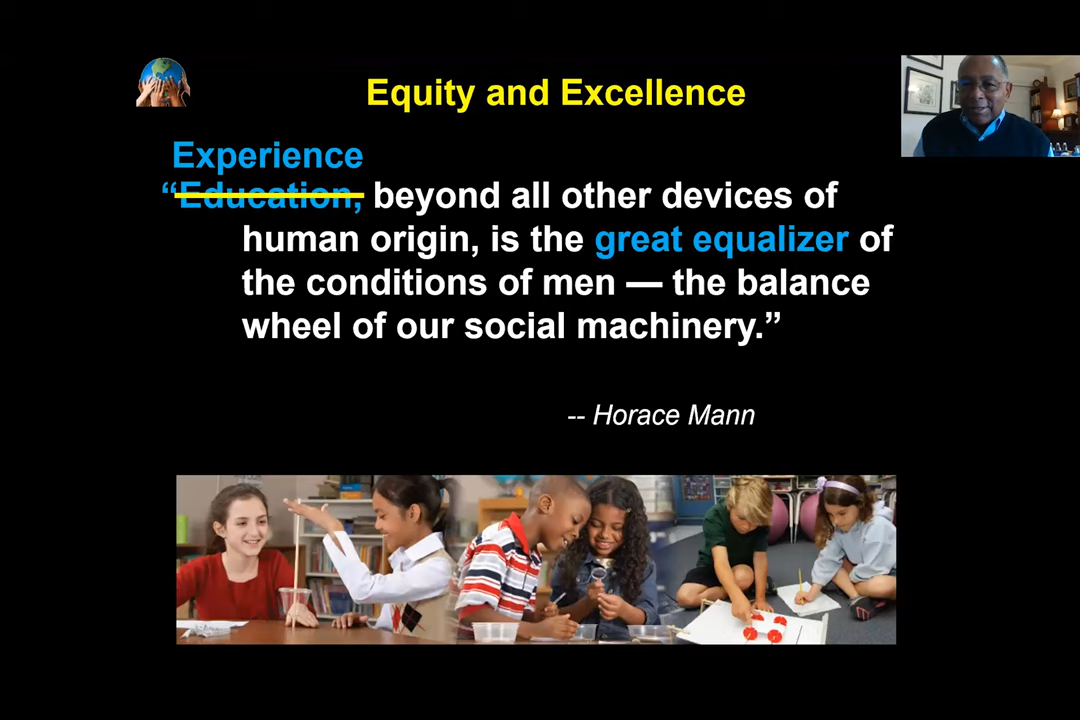 Equity and Excellence
Experience
“Education, beyond all other devices of
human origin, is the great equalizer of
the conditions of men — the balance
wheel of our social machinery.”
-- Horace Mann